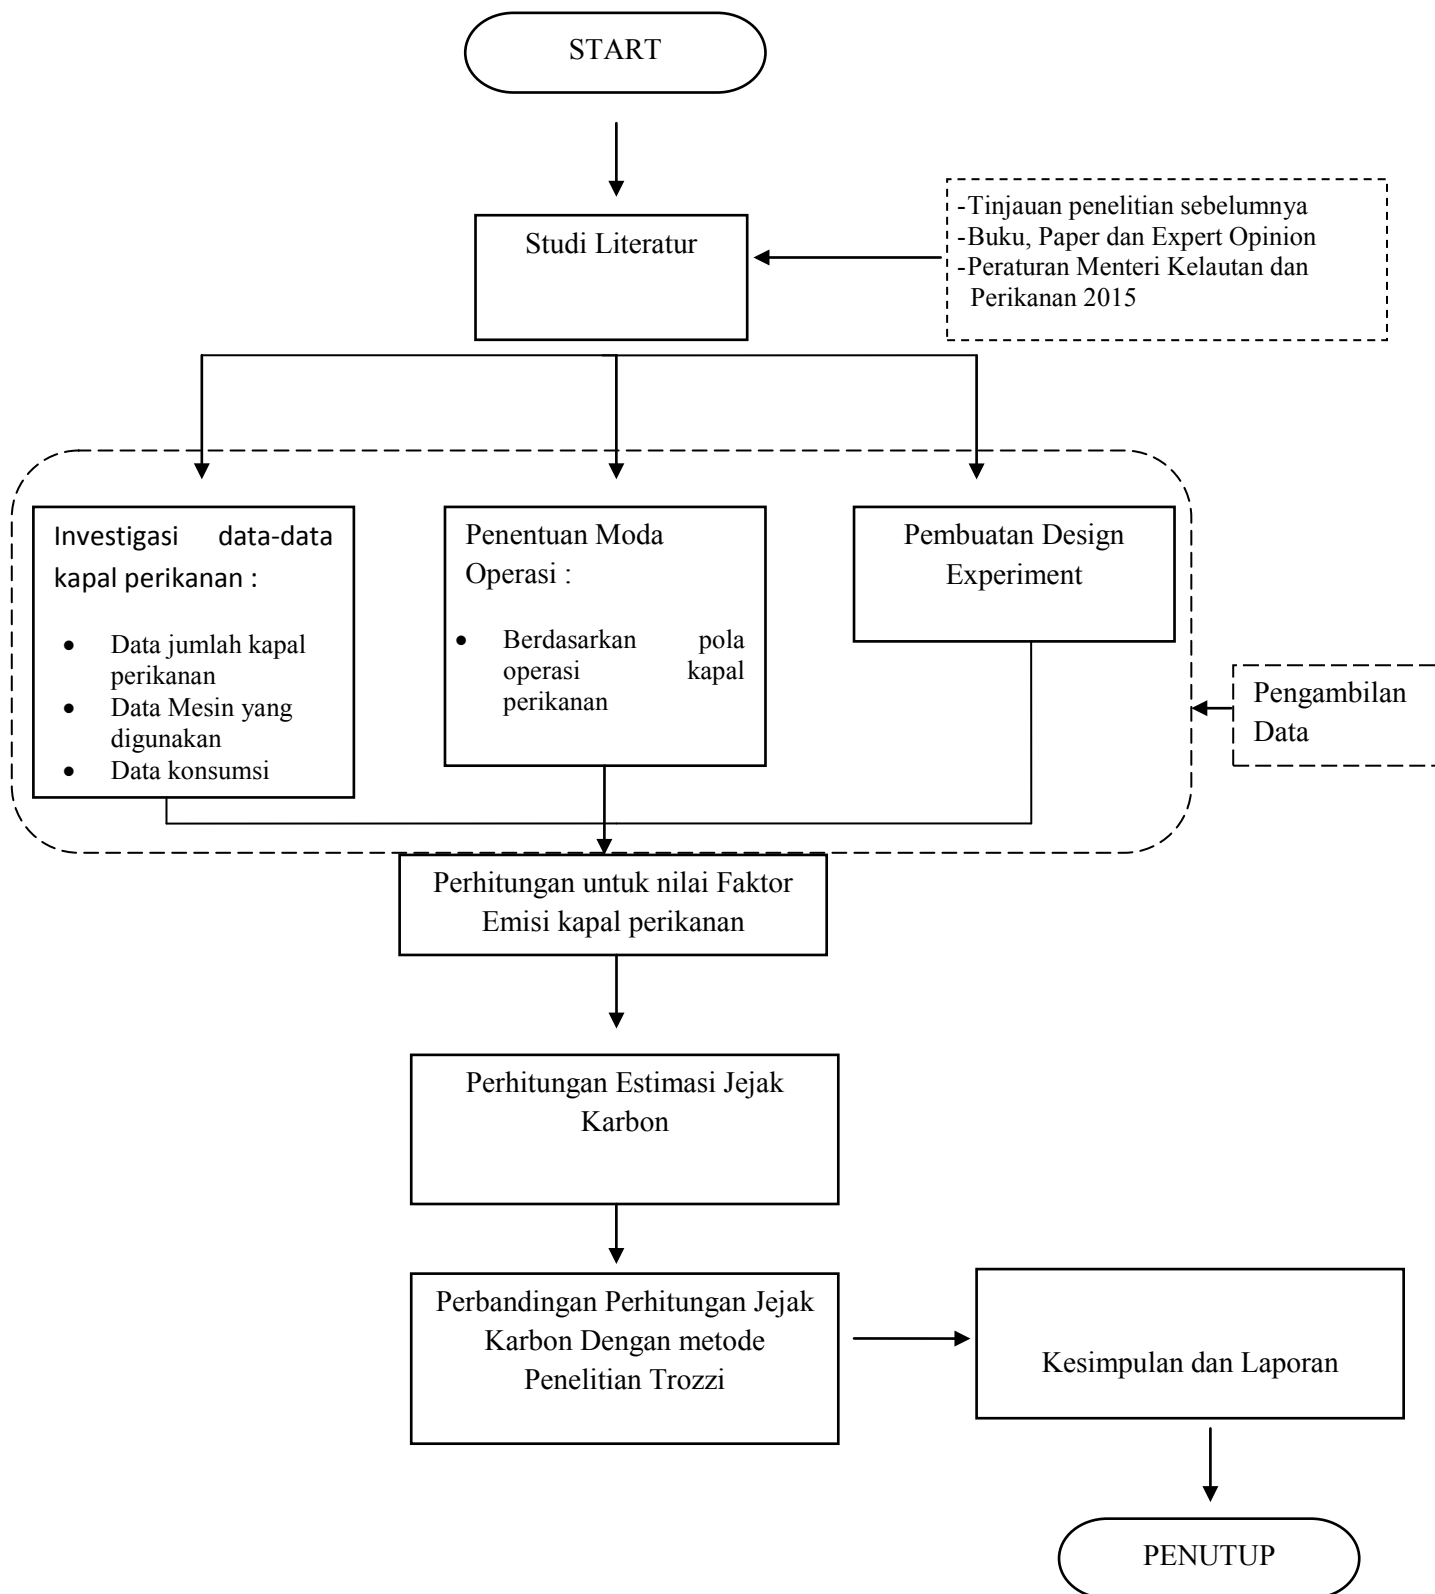 START
Studi Literatur
-Tinjauan penelitian sebelumnya
-Buku, Paper dan Expert Opinion
-Peraturan Menteri Kelautan dan
Perikanan 2015
Investigasi data-data
kapal perikanan :
• Data jumlah kapal
perikanan
• Data Mesin yang
digunakan
• Data konsumsi
Penentuan Moda
Operasi :
• Berdasarkan pola
operasi kapal
perikanan
Pembuatan Design
Experiment
Pengambilan
Data
Perhitungan untuk nilai Faktor
Emisi kapal perikanan
Perhitungan Estimasi Jejak
Karbon
Perbandingan Perhitungan Jejak
Karbon Dengan metode
Penelitian Trozzi
Kesimpulan dan Laporan
PENUTUP